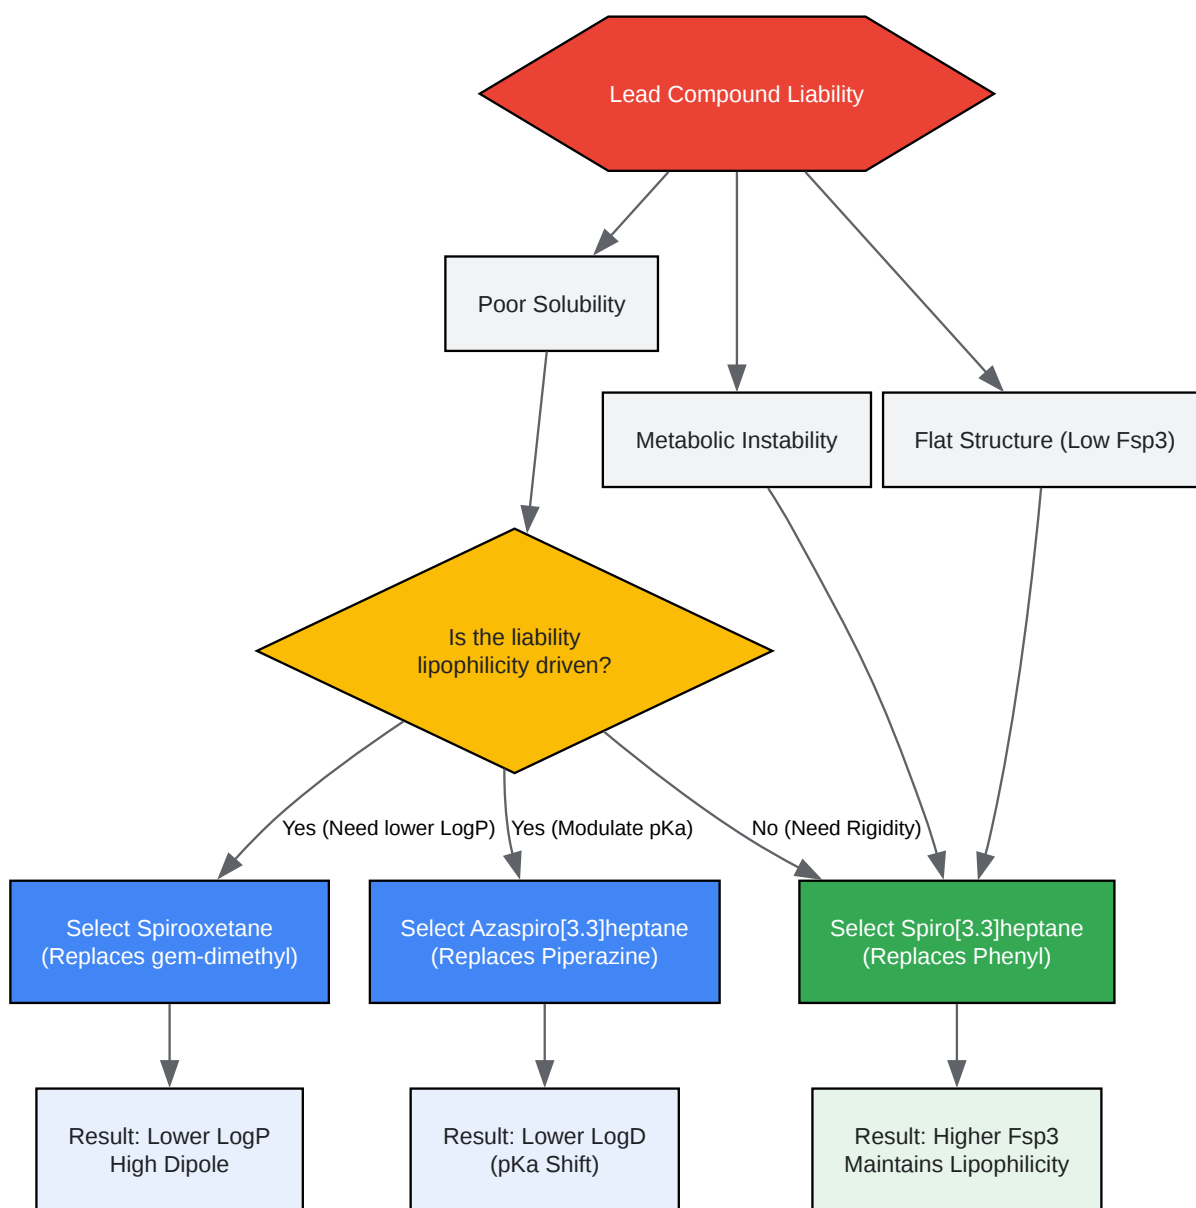 Lead Compound Liability
Poor Solubility
Metabolic Instability
Flat Structure (Low Fsp3)
Is the liability
lipophilicity driven?
Yes (Need lower LogP)
Yes (Modulate pKa)
No (Need Rigidity)
Select Spirooxetane
(Replaces gem-dimethyl)
Select Azaspiro[3.3]heptane
(Replaces Piperazine)
Select Spiro[3.3]heptane
(Replaces Phenyl)
Result: Lower LogP
High Dipole
Result: Lower LogD
(pKa Shift)
Result: Higher Fsp3
Maintains Lipophilicity